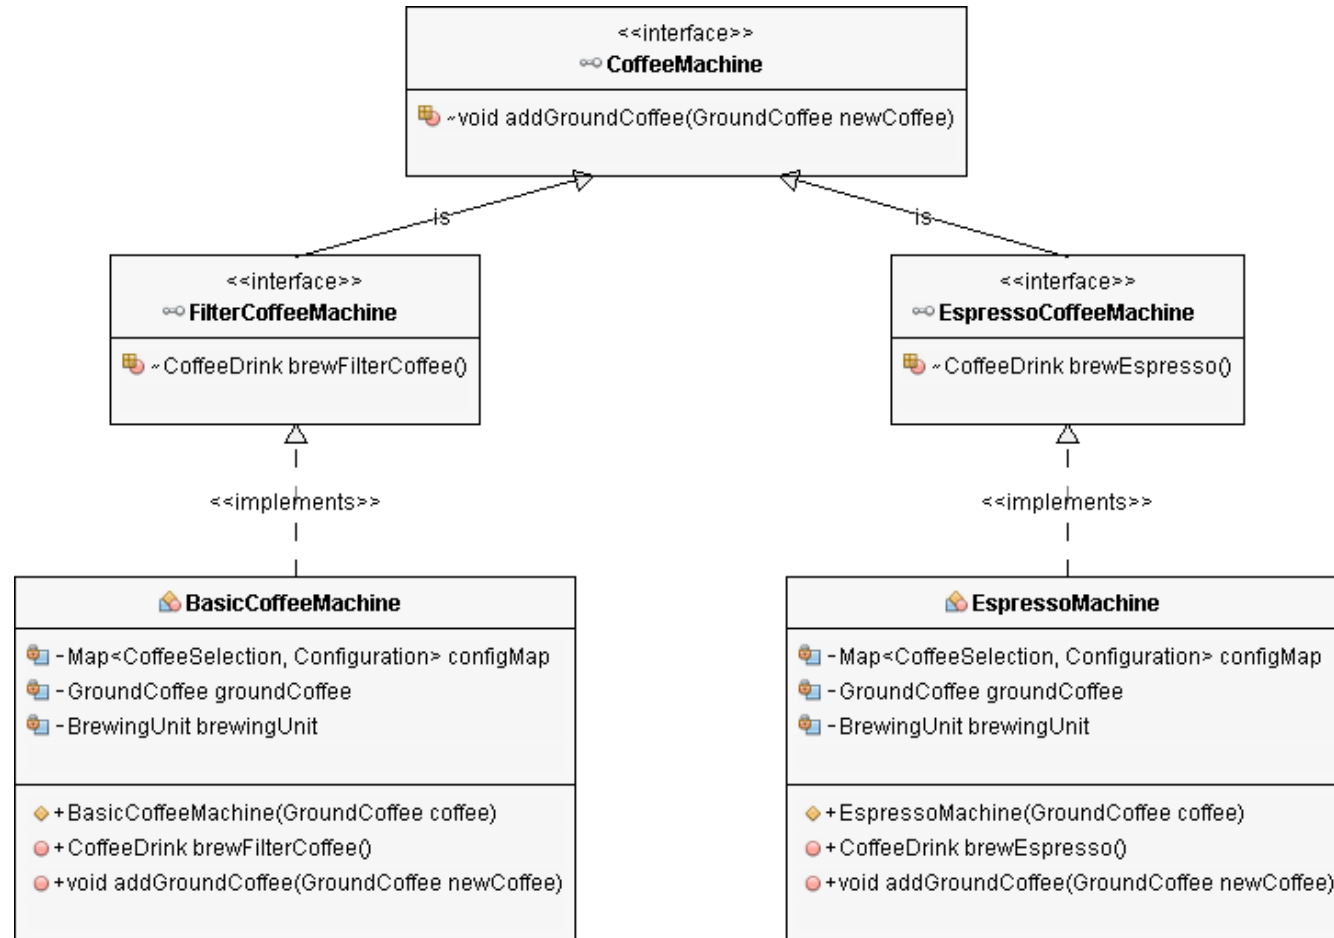 <<interface>>
CoffeeMachine
~void addGroundCoffee(GroundCoffee newCoffee)
is
is
<<interface>>
FilterCoffeeMachine
~CoffeeDrink brewFilterCoffee()
<<interface>>
EspressoCoffeeMachine
~CoffeeDrink brewEspresso()
<<implements>>
<<implements>>
BasicCoffeeMachine
-Map<CoffeeSelection, Configuration> configMap
-GroundCoffee groundCoffee
-BrewingUnit brewingUnit
+BasicCoffeeMachine(GroundCoffee coffee)
+CoffeeDrink brewFilterCoffee()
+void addGroundCoffee(GroundCoffee newCoffee)
EspressoMachine
-Map<CoffeeSelection, Configuration> configMap
-GroundCoffee groundCoffee
-BrewingUnit brewingUnit
+EspressoMachine(GroundCoffee coffee)
+CoffeeDrink brewEspresso()
+void addGroundCoffee(GroundCoffee newCoffee)